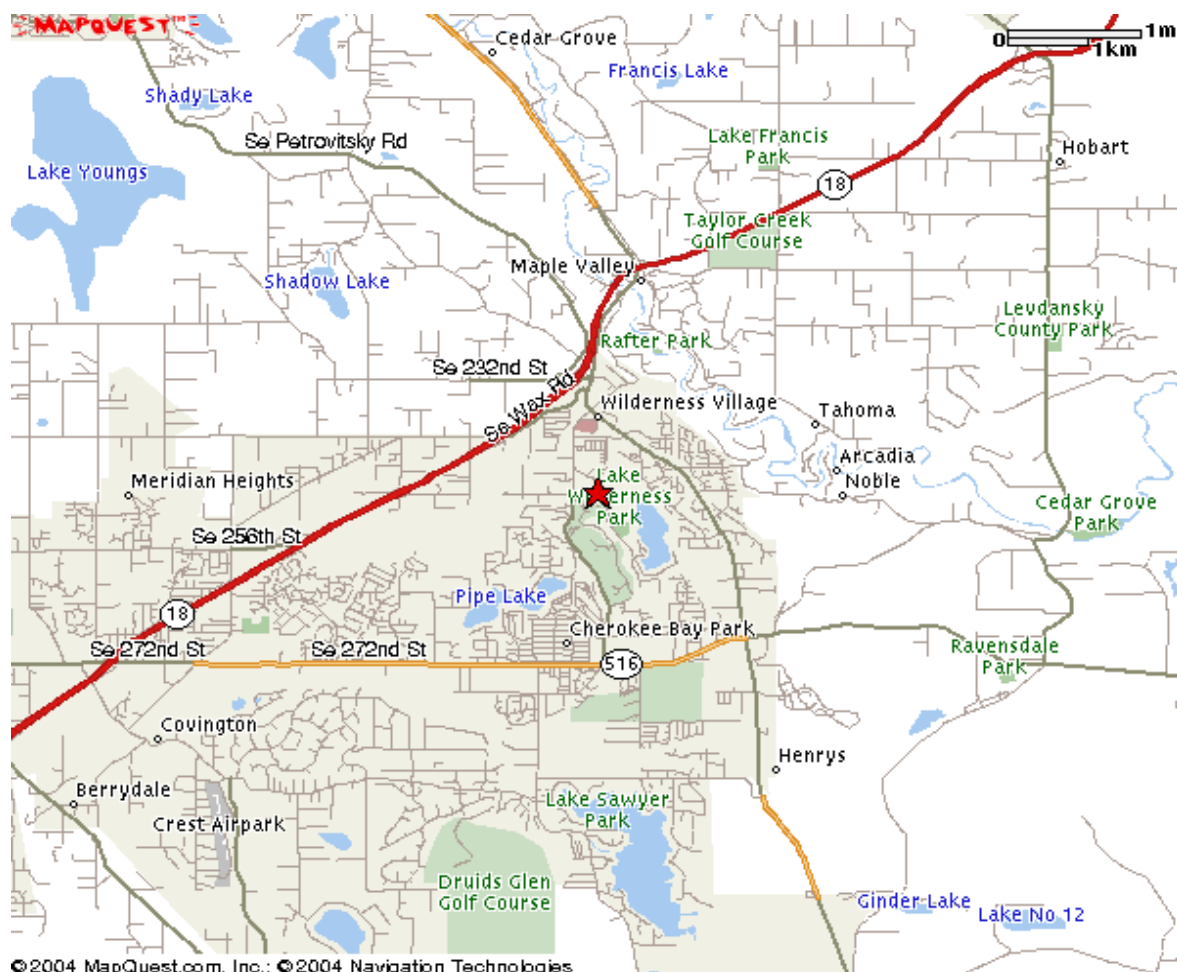 MAPQUEST
TM
Cedar Grove
0
1m
1km
Francis Lake
Shady Lake
Se Petrovitsky Rd
Lake Francis
Park
Hobart
Lake Youngs
18
Taylor Creek
Golf Course
Maple Valley
Shadow Lake
Levdansky
County Park
Rafter Park
Se 232nd St
Se Wax Rd
Wilderness Village
Tahoma
Arcadia
Noble
Meridian Heights
Lake
Wilderness
Park
Cedar Grove
Park
Se 256th St
Pipe Lake
18
Cherokee Bay Park
Se 272nd St
Se 272nd St
516
Ravensdale
Park
Covington
Henrys
Berrydale
Lake Sawyer
Park
Crest Airpark
Druids Glen
Golf Course
Ginder Lake
Lake No 12
©2004 MapQuest.com, Inc.; ©2004 Navigation Technologies